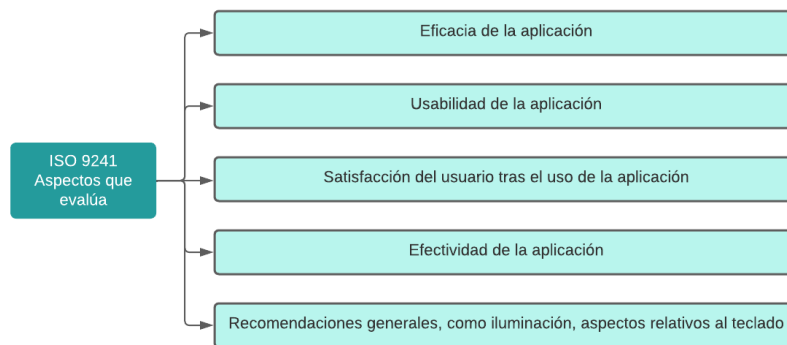 ISO 9241
Aspectos que
evalúa
Eficacia de la aplicación
Usabilidad de la aplicación
Satisfacción del usuario tras el uso de la aplicación
Efectividad de la aplicación
Recomendaciones generales, como iluminación, aspectos relativos al teclado